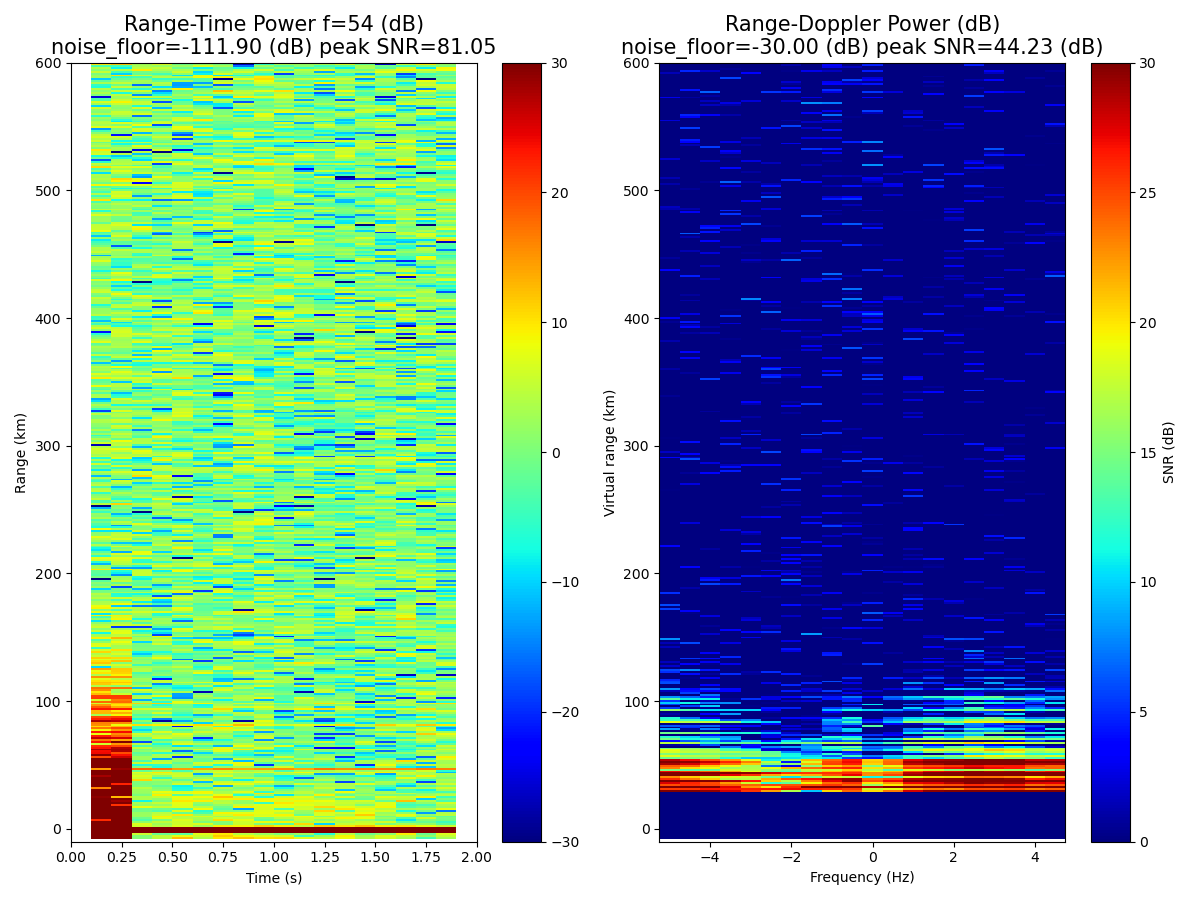 Range-Time Power f=54 (dB)
noise_floor=-111.90 (dB) peak SNR=81.05
Range (km)
600
500
400
300
200
100
0
0.00 0.25 0.50 0.75 1.00 1.25 1.50 1.75 2.00
Time (s)
30
20
10
0
−10
−20
−30
Range-Doppler Power (dB)
noise_floor=-30.00 (dB) peak SNR=44.23 (dB)
Virtual range (km)
600
500
400
300
200
100
0
−4 −2 0 2 4
Frequency (Hz)
30
25
20
15
10
5
0
SNR (dB)